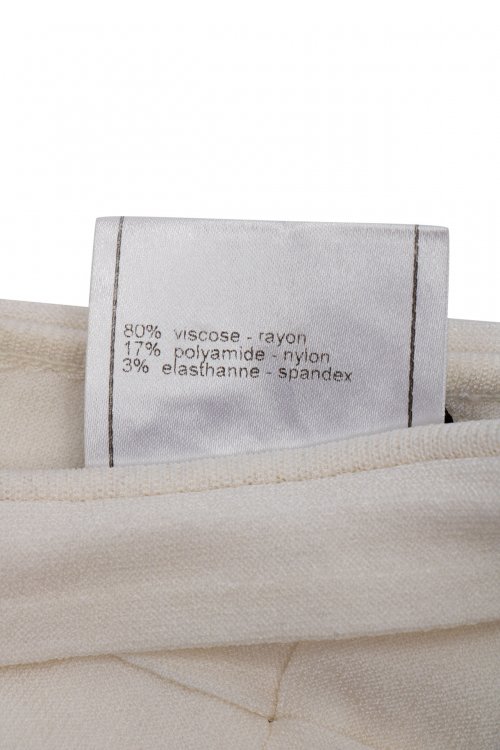 80% viscose - rayon
17% polyamide - nylon
3% elasthanne - spandex